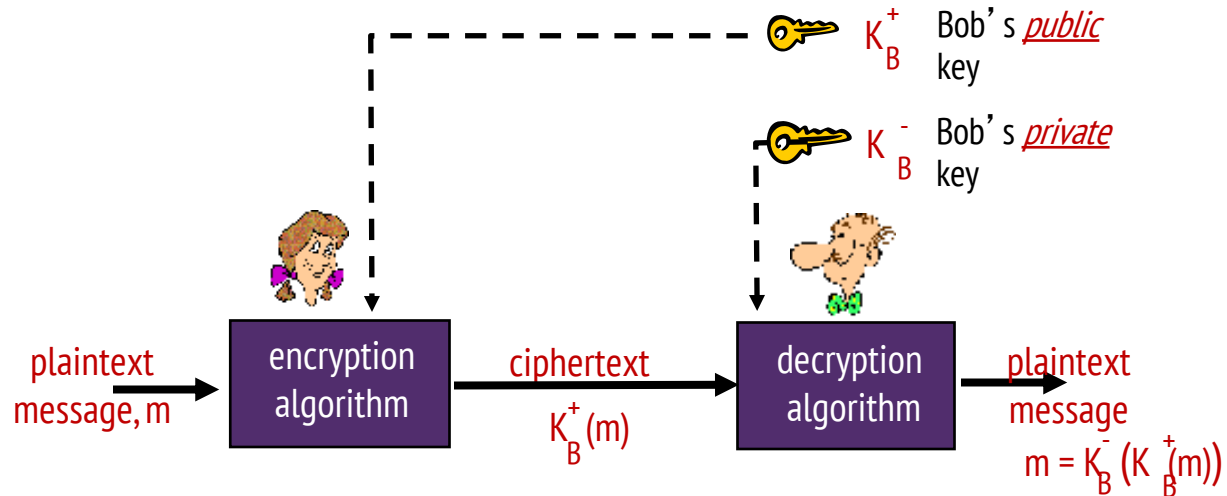 K_B^+ Bob's public
key
K_B^- Bob's private
key
plaintext
message, m
encryption
algorithm
ciphertext
K_B^+(m)
decryption
algorithm
plaintext
message
m = K_B^-(K_B^+(m))